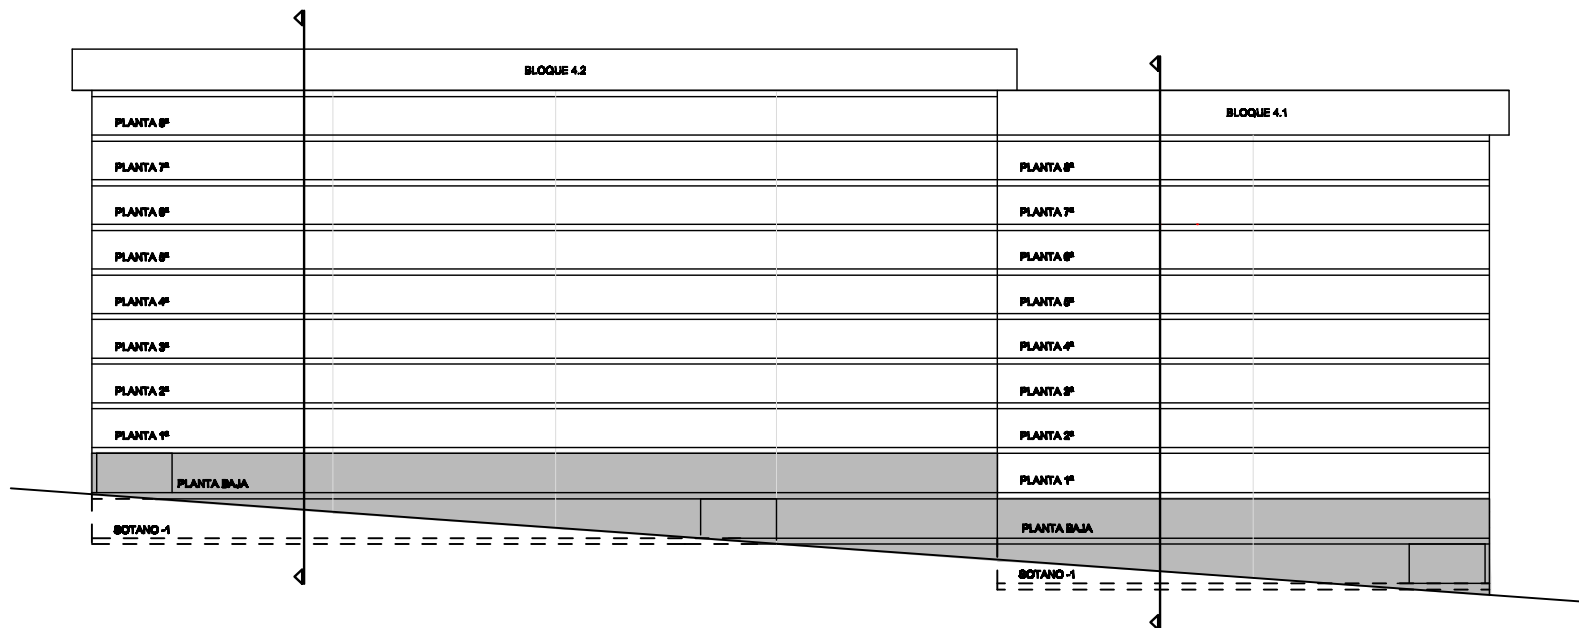 BLOQUE 4.2
BLOQUE 4.1
PLANTA 8ª
PLANTA 7ª
PLANTA 6ª
PLANTA 5ª
PLANTA 4ª
PLANTA 3ª
PLANTA 2ª
PLANTA 1ª
PLANTA BAJA
SOTANO -1
PLANTA 8ª
PLANTA 7ª
PLANTA 6ª
PLANTA 5ª
PLANTA 4ª
PLANTA 3ª
PLANTA 2ª
PLANTA 1ª
PLANTA BAJA
SOTANO -1